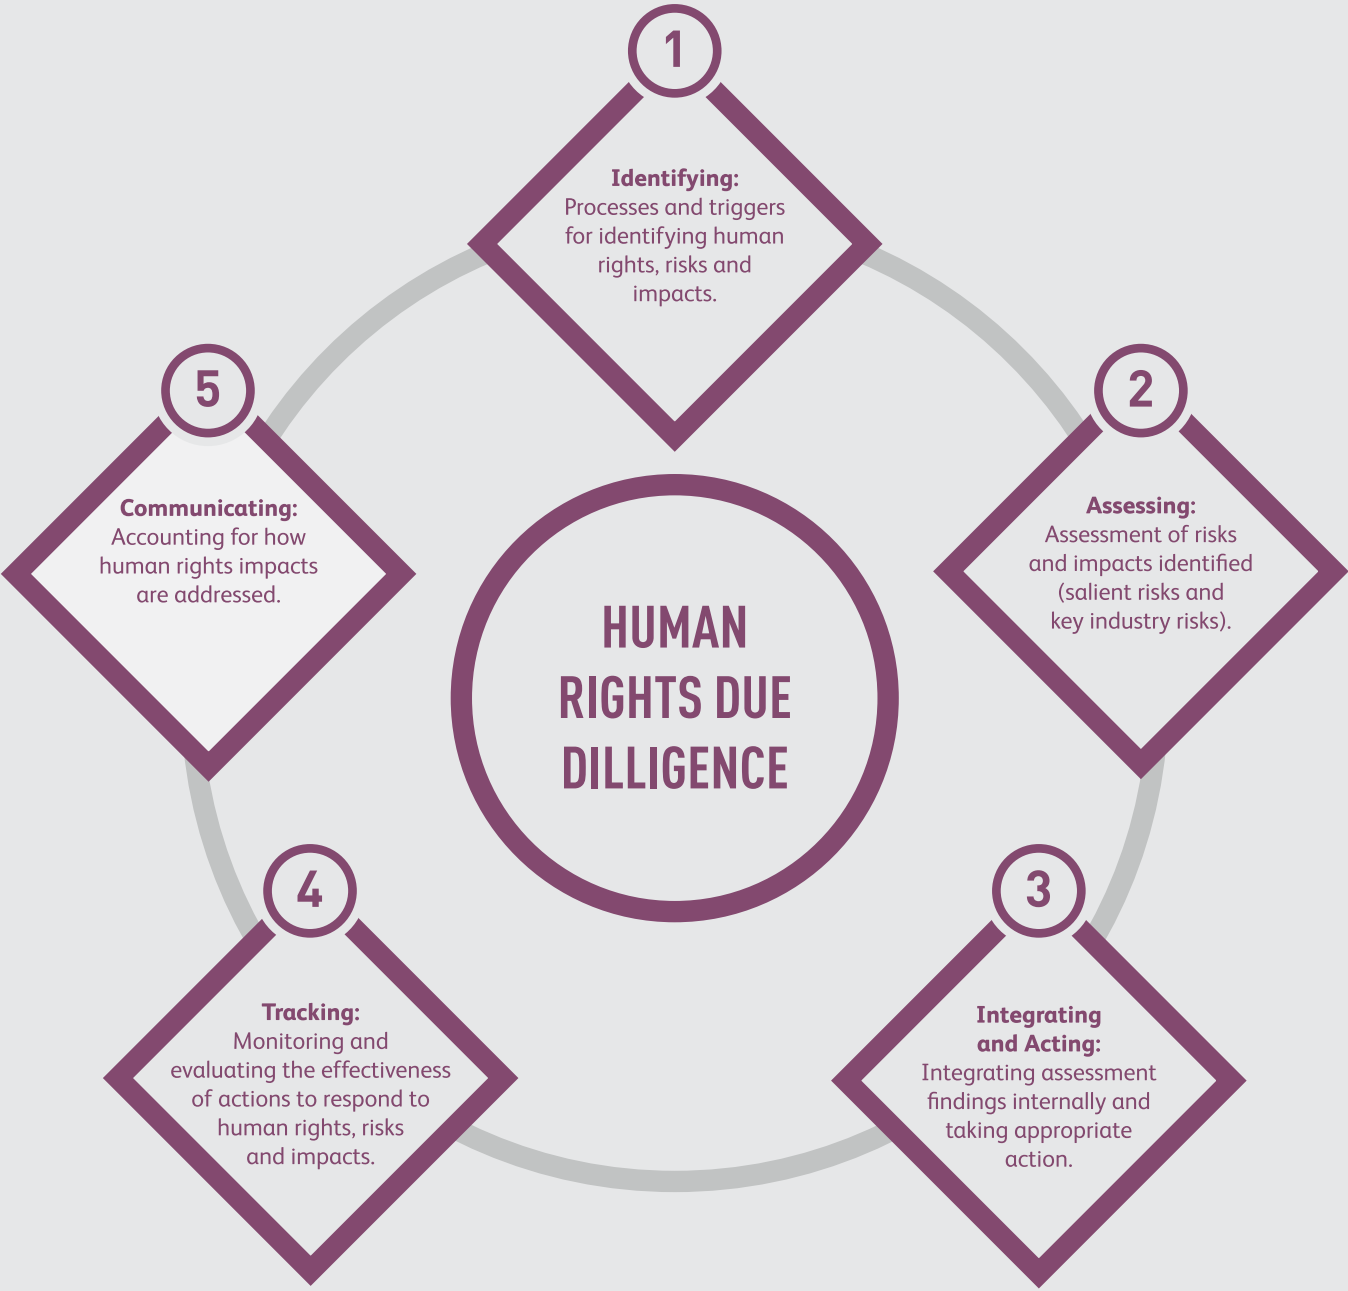 1
Identifying:
Processes and triggers
for identifying human
rights, risks and
impacts.
2
Assessing:
Assessment of risks
and impacts identified
(salient risks and
key industry risks).
3
Integrating
and Acting:
Integrating assessment
findings internally and
taking appropriate
action.
4
Tracking:
Monitoring and
evaluating the effectiveness
of actions to respond to
human rights, risks
and impacts.
5
Communicating:
Accounting for how
human rights impacts
are addressed.
HUMAN
RIGHTS DUE
DILLIGENCE